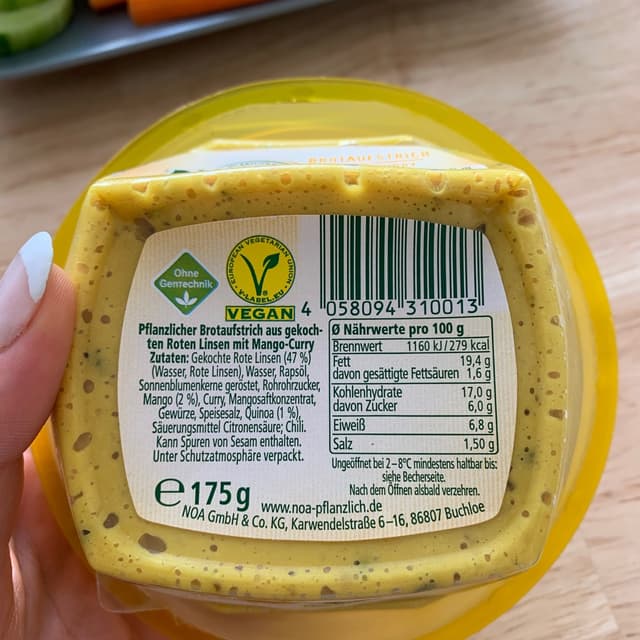 BROTAUFSTRICH
Ohne
Gentechnik
EUROPEAN VEGETARIAN UNION
V-LABEL.EU
VEGAN
4 058094 310013
Pflanzlicher Brotaufstrich aus gekoch-
ten Roten Linsen mit Mango-Curry
Zutaten: Gekochte Rote Linsen (47 %)
(Wasser, Rote Linsen), Wasser, Rapsöl,
Sonnenblumenkerne geröstet, Rohrohrzucker,
Mango (2 %), Curry, Mangosaftkonzentrat,
Gewürze, Speisesalz, Quinoa (1 %),
Säuerungsmittel Citronensäure; Chili.
Kann Spuren von Sesam enthalten.
Unter Schutzatmosphäre verpackt.
Ø Nährwerte pro 100 g
Brennwert 1160 kJ/279 kcal
Fett 19,4 g
davon gesättigte Fettsäuren 1,6 g
Kohlenhydrate 17,0 g
davon Zucker 6,0 g
Eiweiß 6,8 g
Salz 1,50 g
Ungeöffnet bei 2-8°C mindestens haltbar bis:
siehe Becherseite.
Nach dem Öffnen alsbald verzehren.
e 175 g
www.noa-pflanzlich.de
NOA GmbH & Co. KG, Karwendelstraße 6-16, 86807 Buchloe